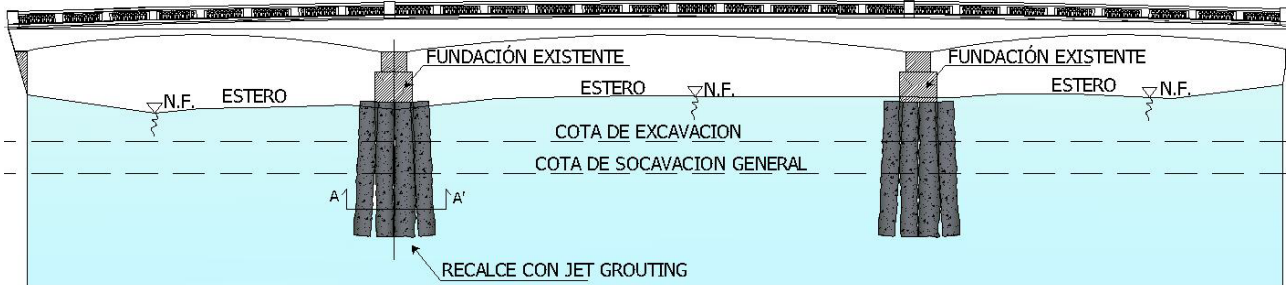 FUNDACIÓN EXISTENTE
FUNDACIÓN EXISTENTE
ESTERO
N.F.
ESTERO
N.F.
ESTERO
N.F.
COTA DE EXCAVACION
COTA DE SOCAVACION GENERAL
A
A'
RECALCE CON JET GROUTING